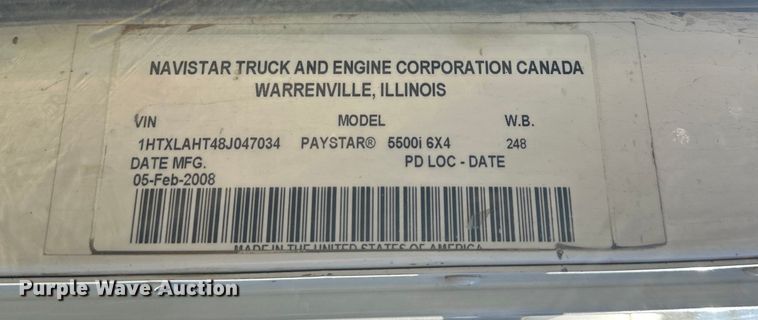 NAVISTAR TRUCK AND ENGINE CORPORATION CANADA
WARRENVILLE, ILLINOIS
VIN MODEL W.B.
1HTXLAHT48J047034 PAYSTAR® 5500i 6X4 248
DATE MFG. PD LOC - DATE
05-Feb-2008
MADE IN THE UNITED STATES OF AMERICA
Purple Wave Auction